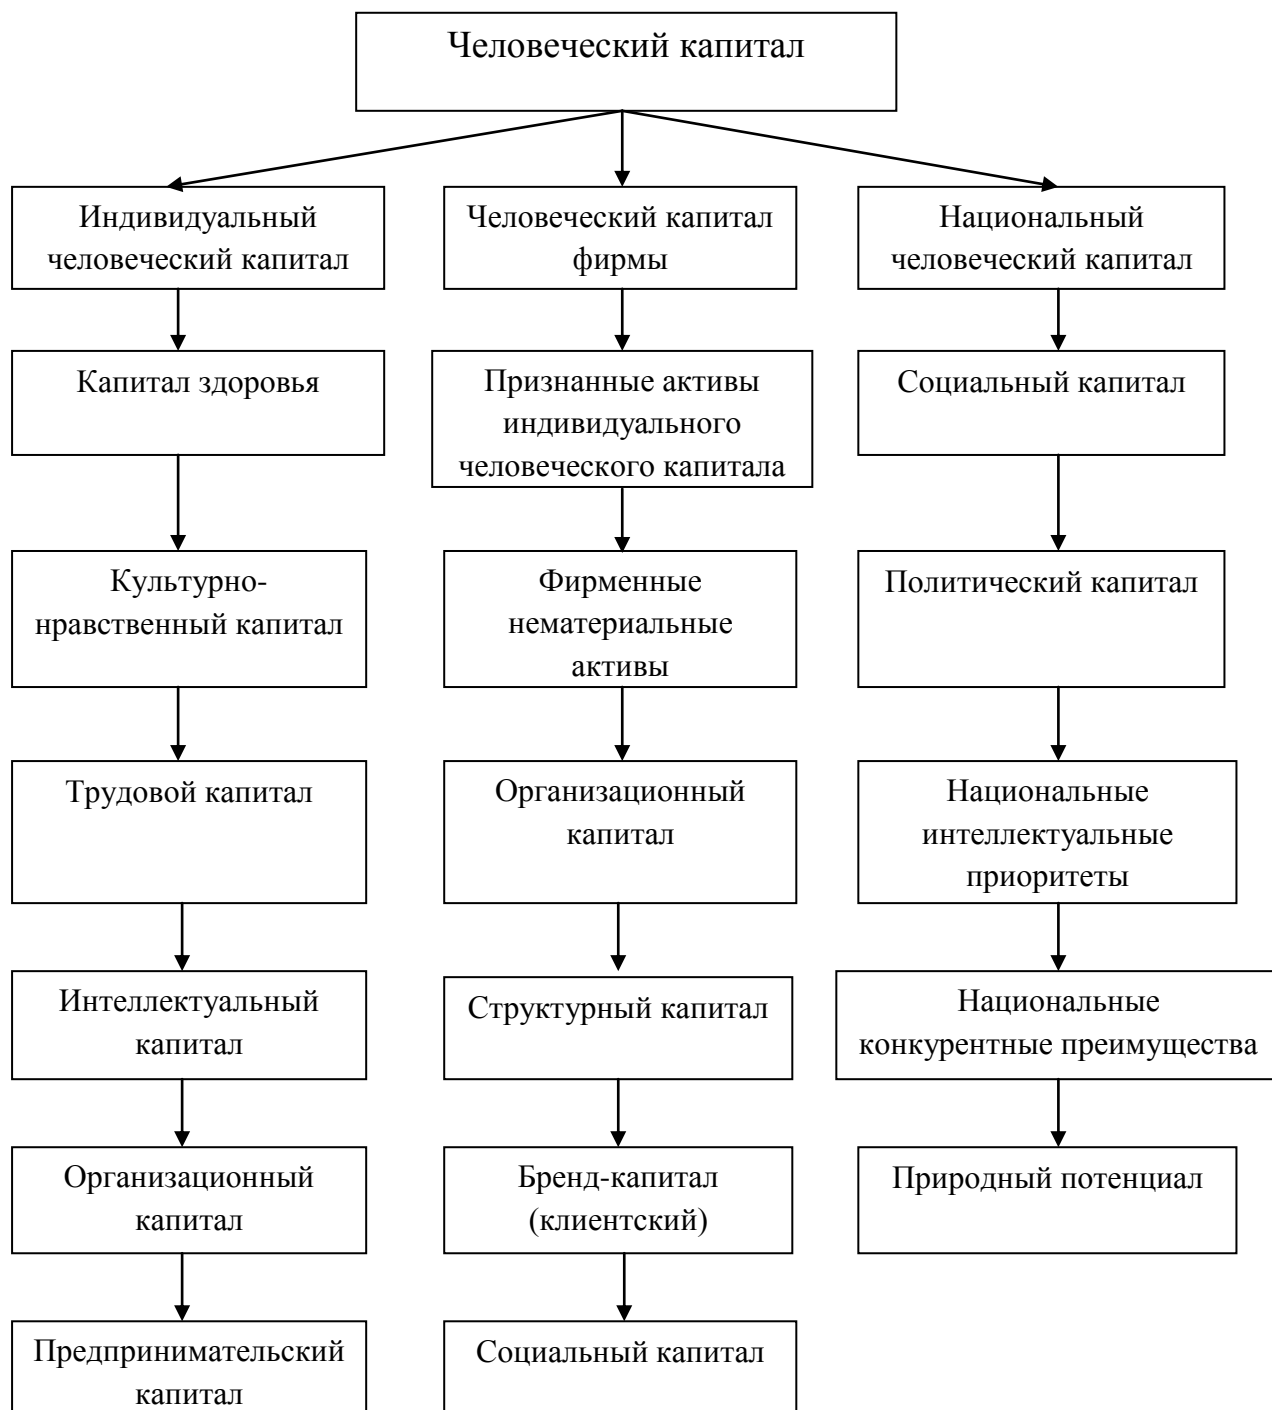 Человеческий капитал
Индивидуальный
человеческий капитал
Человеческий капитал
фирмы
Национальный
человеческий капитал
Капитал здоровья
Признанные активы
индивидуального
человеческого капитала
Социальный капитал
Культурно-
нравственный капитал
Фирменные
нематериальные
активы
Политический капитал
Трудовой капитал
Организационный
капитал
Национальные
интеллектуальные
приоритеты
Интеллектуальный
капитал
Структурный капитал
Национальные
конкурентные преимущества
Организационный
капитал
Бренд-капитал
(клиентский)
Природный потенциал
Предпринимательский
капитал
Социальный капитал